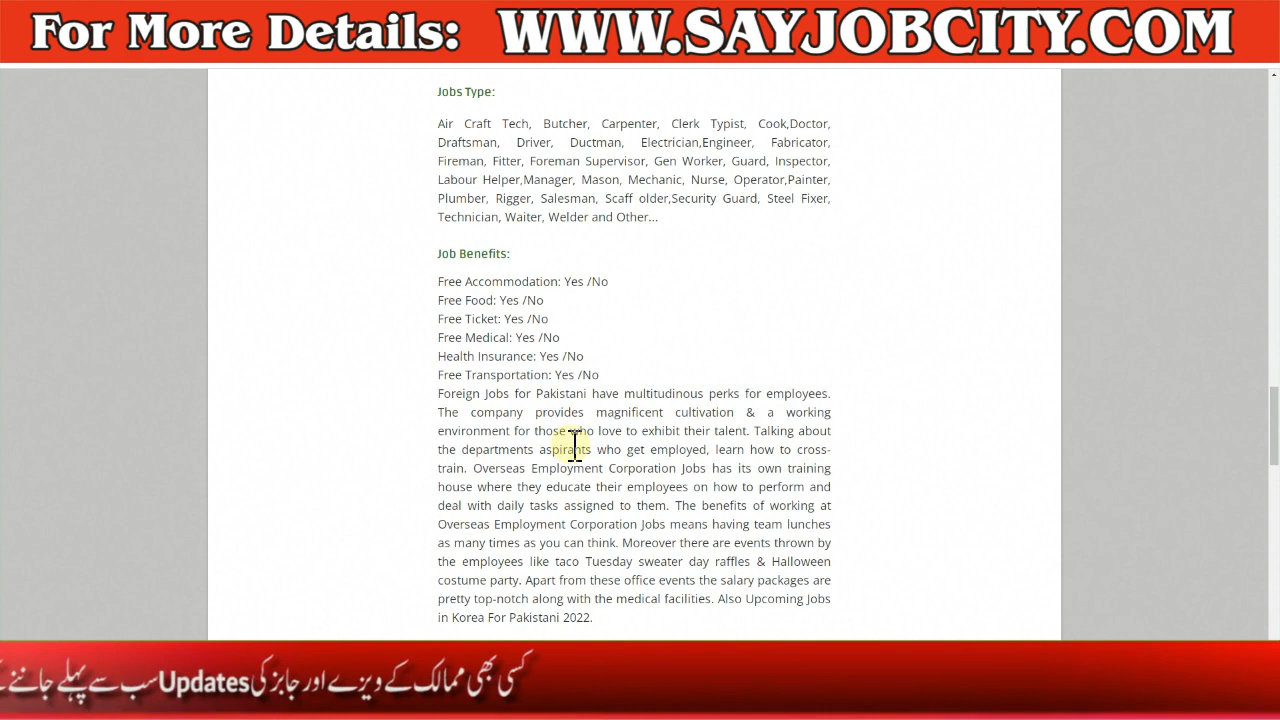 For More Details: WWW.SAYJOBCITY.COM
Jobs Type:
Air Craft Tech, Butcher, Carpenter, Clerk Typist, Cook,Doctor,
Draftsman, Driver, Ductman, Electrician,Engineer, Fabricator,
Fireman, Fitter, Foreman Supervisor, Gen Worker, Guard, Inspector,
Labour Helper,Manager, Mason, Mechanic, Nurse, Operator,Painter,
Plumber, Rigger, Salesman, Scaff older,Security Guard, Steel Fixer,
Technician, Waiter, Welder and Other...
Job Benefits:
Free Accommodation: Yes /No
Free Food: Yes /No
Free Ticket: Yes /No
Free Medical: Yes /No
Health Insurance: Yes /No
Free Transportation: Yes /No
Foreign Jobs for Pakistani have multitudinous perks for employees.
The company provides magnificent cultivation & a working
environment for those who love to exhibit their talent. Talking about
the departments aspirants who get employed, learn how to cross-
train. Overseas Employment Corporation Jobs has its own training
house where they educate their employees on how to perform and
deal with daily tasks assigned to them. The benefits of working at
Overseas Employment Corporation Jobs means having team lunches
as many times as you can think. Moreover there are events thrown by
the employees like taco Tuesday sweater day raffles & Halloween
costume party. Apart from these office events the salary packages are
pretty top-notch along with the medical facilities. Also Upcoming Jobs
in Korea For Pakistani 2022.
کسی بھی ممالک کے ویزے اور جابز کی Updates سب سے پہلے جاننے کے